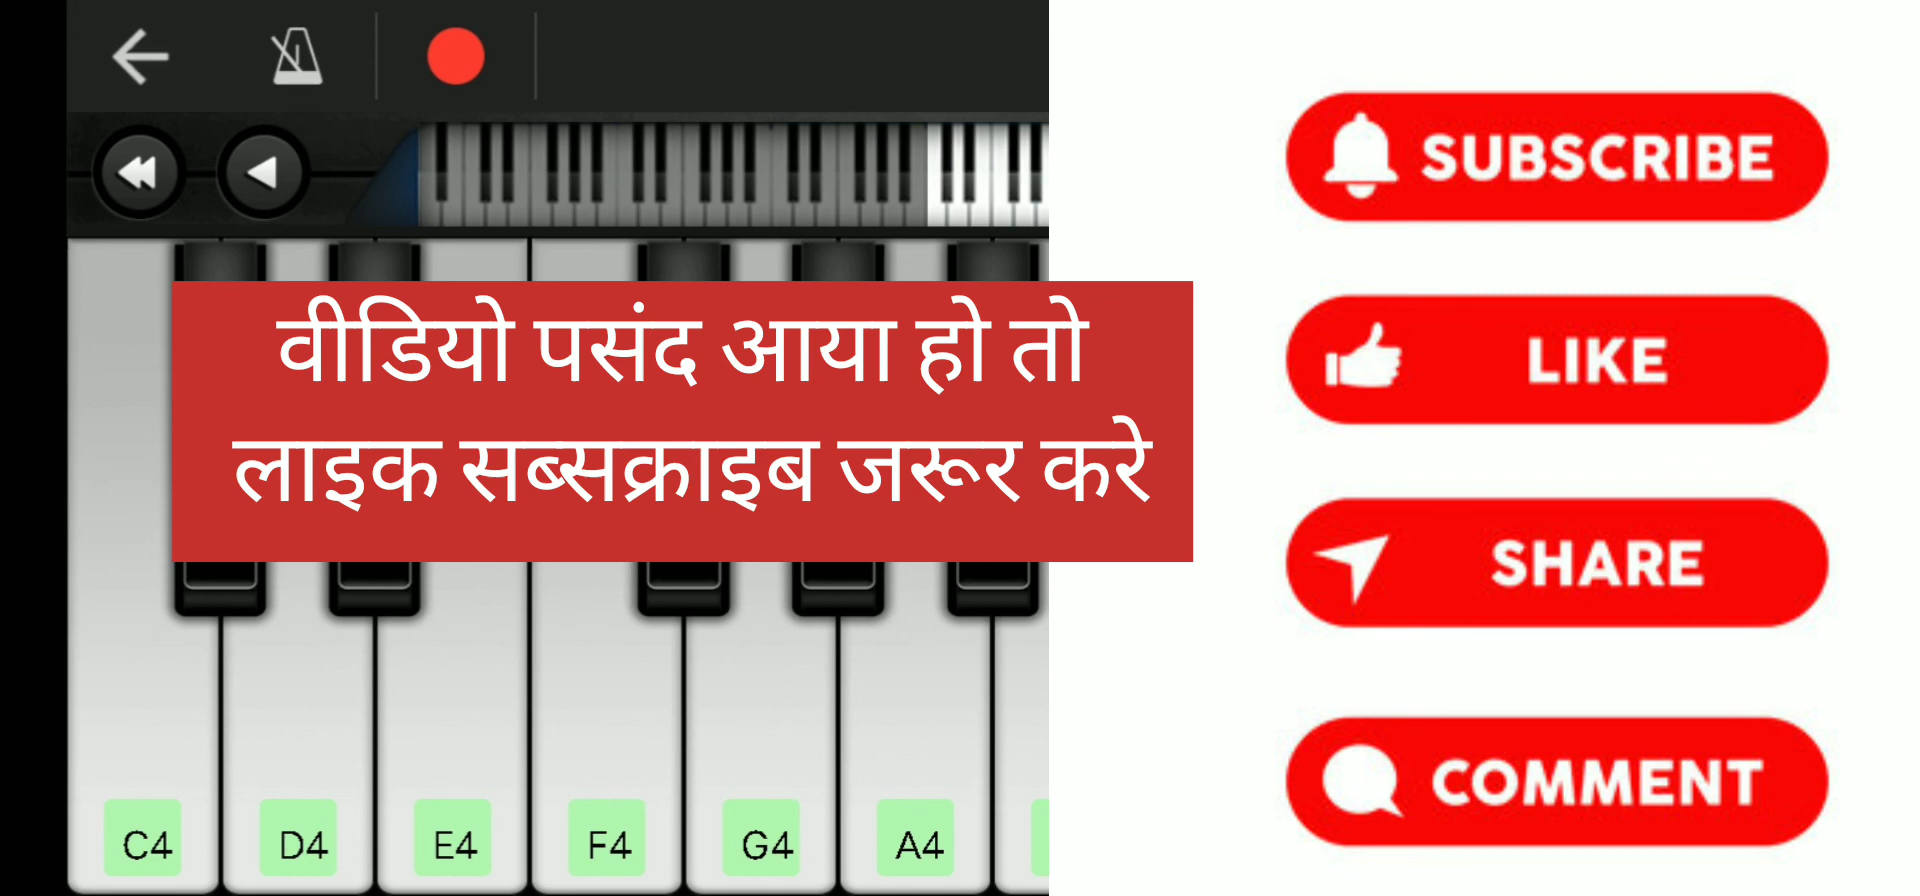 वीडियो पसंद आया हो तो
लाइक सब्सक्राइब जरूर करे
SUBSCRIBE
LIKE
SHARE
COMMENT
C4 D4 E4 F4 G4 A4